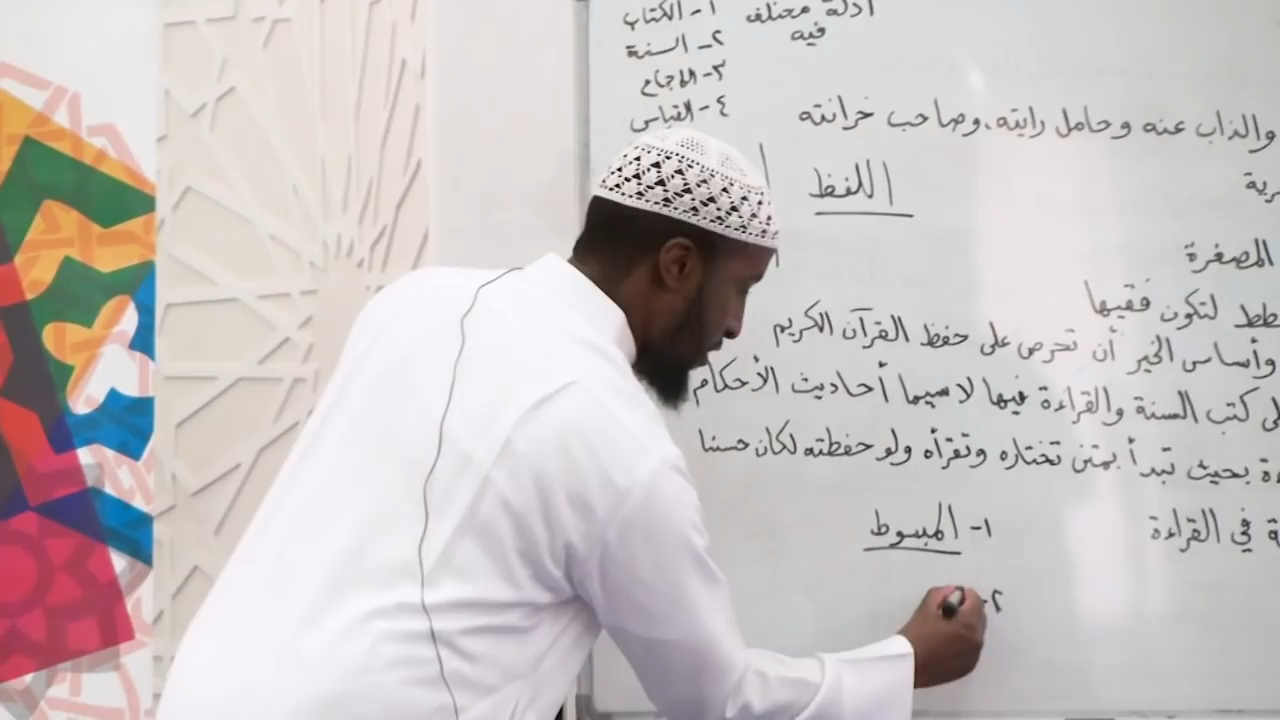 أدلة مختلف
فيه
١- الكتاب
٢- السنة
٣- الإجماع
٤- القياس
والذاب عنه وحامل رايته، وصاحب خزانته
اللفظ
المصغرة
لتكون فقيها
وأساس الخير أن تحرص على حفظ القرآن الكريم
كتب السنة والقراءة فيها لا سيما أحاديث الأحكام
بحيث تبدأ بمتن تختاره وتقرأه ولو حفظته لكان حسنا
في القراءة
١- المبسوط
٢-